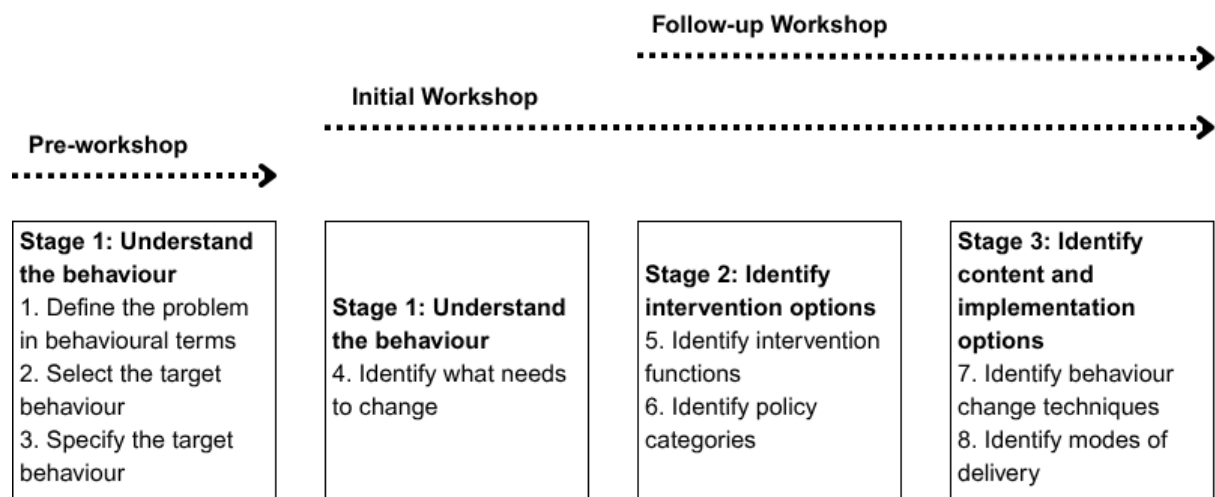 Follow-up Workshop
Initial Workshop
Pre-workshop
Stage 1: Understand
the behaviour
1. Define the problem
in behavioural terms
2. Select the target
behaviour
3. Specify the target
behaviour
Stage 1: Understand
the behaviour
4. Identify what needs
to change
Stage 2: Identify
intervention options
5. Identify intervention
functions
6. Identify policy
categories
Stage 3: Identify
content and
implementation
options
7. Identify behaviour
change techniques
8. Identify modes of
delivery